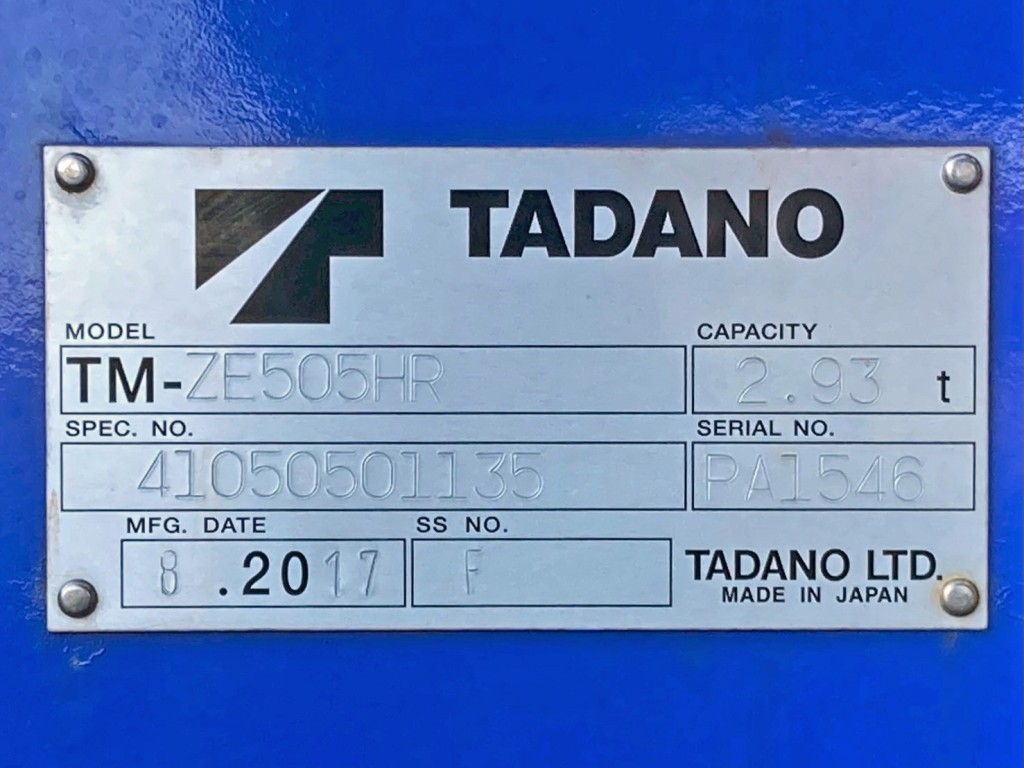 TADANO
MODEL
TM-ZE505HR
CAPACITY
2.93 t
SPEC. NO.
41050501135
SERIAL NO.
PA1546
MFG. DATE
8 .2017
SS NO.
F
TADANO LTD.
MADE IN JAPAN